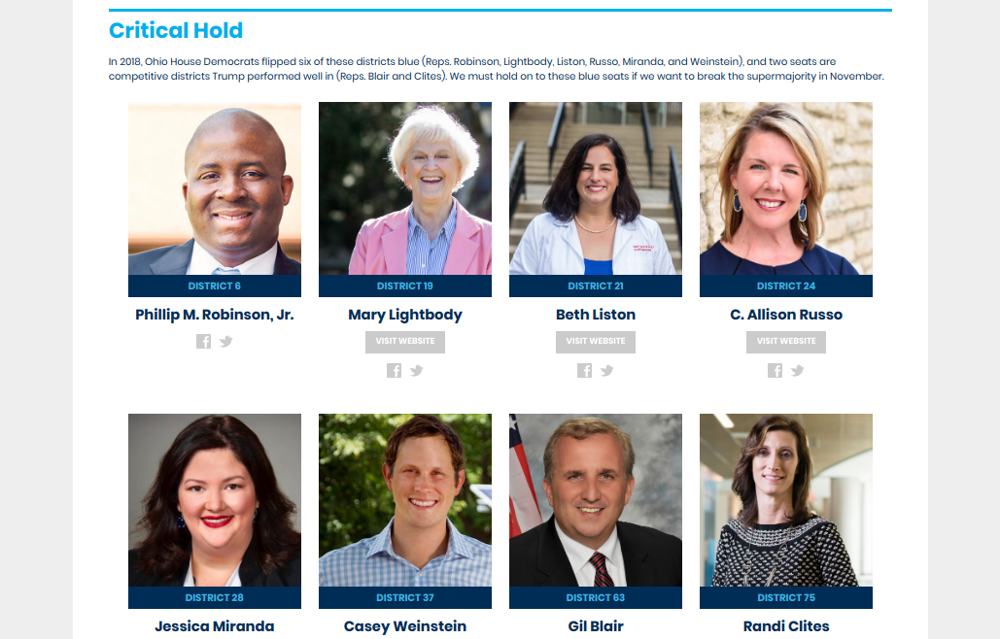 Critical Hold
In 2018, Ohio House Democrats flipped six of these districts blue (Reps. Robinson, Lightbody, Liston, Russo, Miranda, and Weinstein), and two seats are
competitive districts Trump performed well in (Reps. Blair and Clites). We must hold on to these blue seats if we want to break the supermajority in November.
DISTRICT 6
DISTRICT 19
DISTRICT 21
DISTRICT 24
Phillip M. Robinson, Jr.
Mary Lightbody
Beth Liston
C. Allison Russo
VISIT WEBSITE
VISIT WEBSITE
VISIT WEBSITE
DISTRICT 28
DISTRICT 37
DISTRICT 63
DISTRICT 75
Jessica Miranda
Casey Weinstein
Gil Blair
Randi Clites